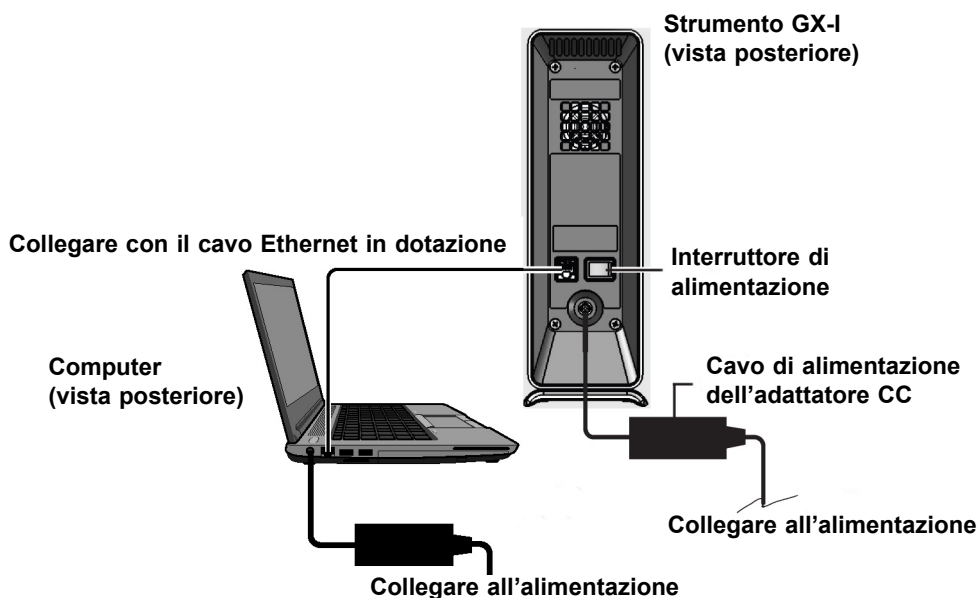 Strumento GX-I
(vista posteriore)
Collegare con il cavo Ethernet in dotazione
Interruttore di
alimentazione
Computer
(vista posteriore)
Cavo di alimentazione
dell’adattatore CC
Collegare all’alimentazione
Collegare all’alimentazione